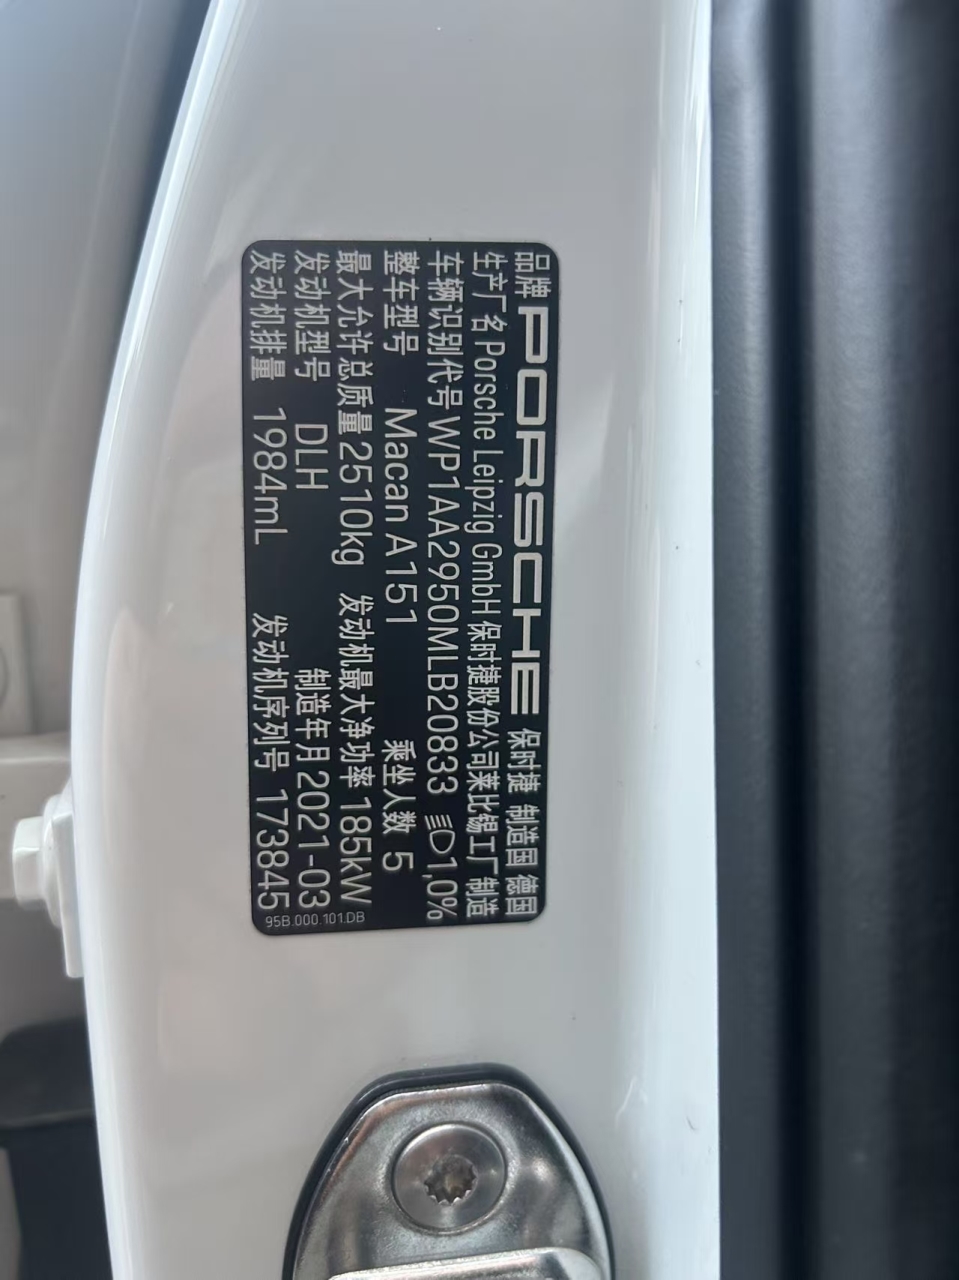 品牌 PORSCHE 保时捷 制造国 德国
生产厂名 Porsche Leipzig GmbH 保时捷股份公司莱比锡工厂 制造
车辆识别代号 WP1AA2950MLB20833 1,0%
整车型号 Macan A151 乘坐人数 5
最大允许总质量 2510kg 发动机最大净功率 185kW
发动机型号 DLH 制造年月 2021-03
发动机排量 1984mL 发动机序列号 173845
95B.000.101.DB